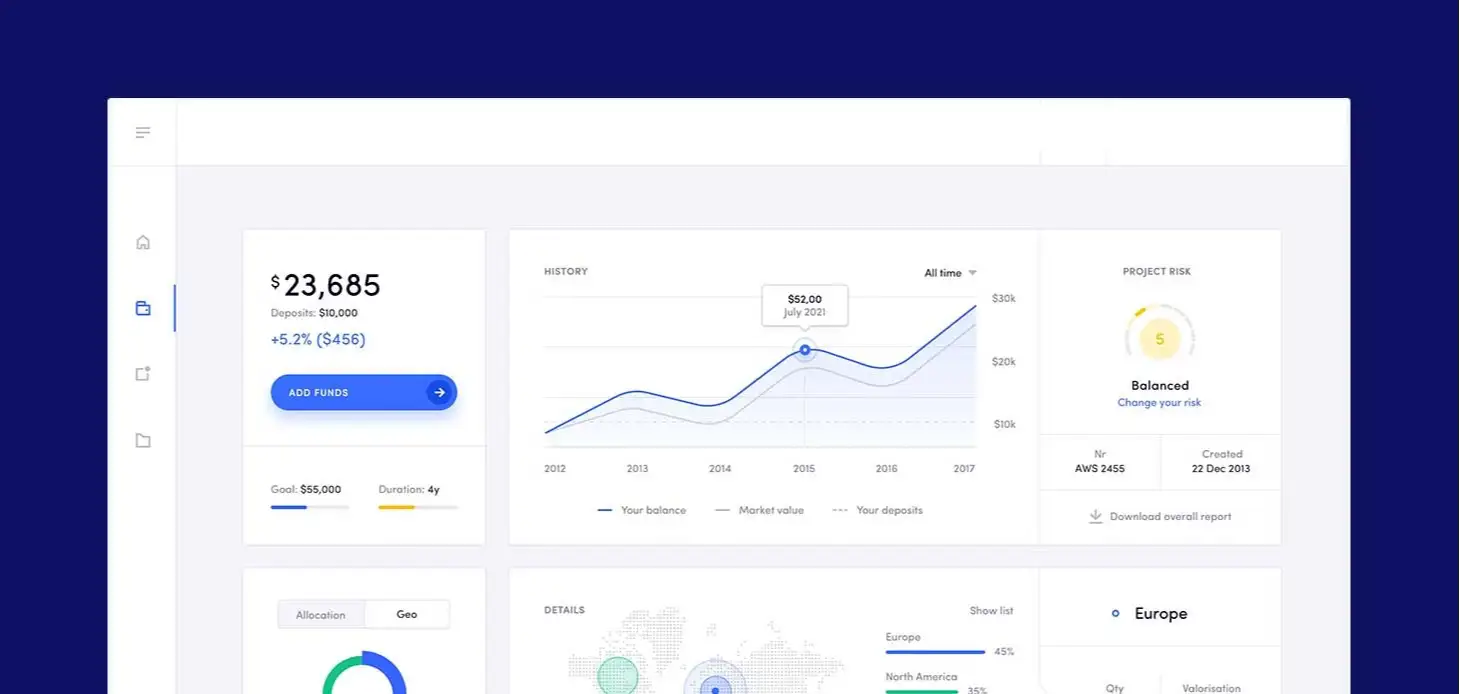 $23,685
Deposits: $10,000
+5.2% ($456)
ADD FUNDS
Goal: $55,000
Duration: 4y
HISTORY
All time
$52,00
July 2021
$30k
$20k
$10k
2012 2013 2014 2015 2016 2017
Your balance
Market value
Your deposits
PROJECT RISK
5
Balanced
Change your risk
Nr
AWS 2455
Created
22 Dec 2013
Download overall report
Allocation
Geo
DETAILS
Show list
Europe
45%
North America
35%
Europe
Qty
Valorisation